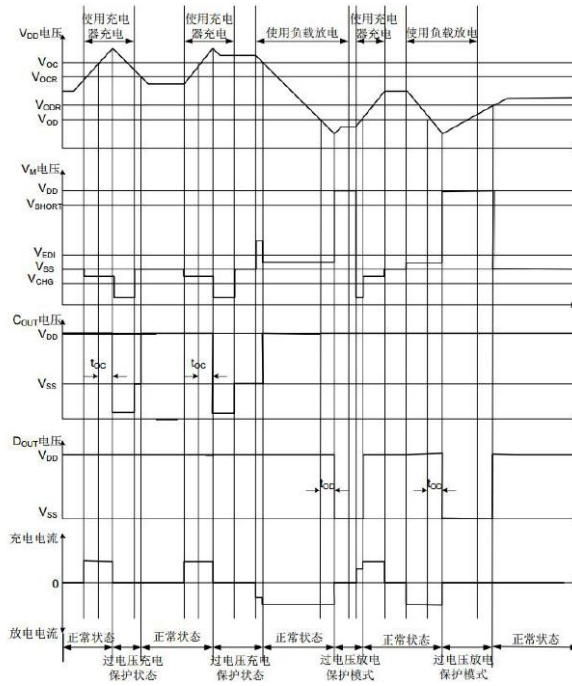 使用充电
器充电
使用充电
器充电
使用负载放电
使用充电
器充电
使用负载放电
VDD电压
VOC
VOCR
VODR
VOD
VM电压
VDD
VSHORT
VEDI
VSS
VCHG
COUT电压
VDD
tOC
tOC
VSS
DOUT电压
VDD
tOD
tOD
VSS
充电电流
0
放电电流
正常状态
正常状态
正常状态
正常状态
正常状态
过电压充电
保护状态
过电压充电
保护状态
过电压放电
保护模式
过电压放电
保护模式